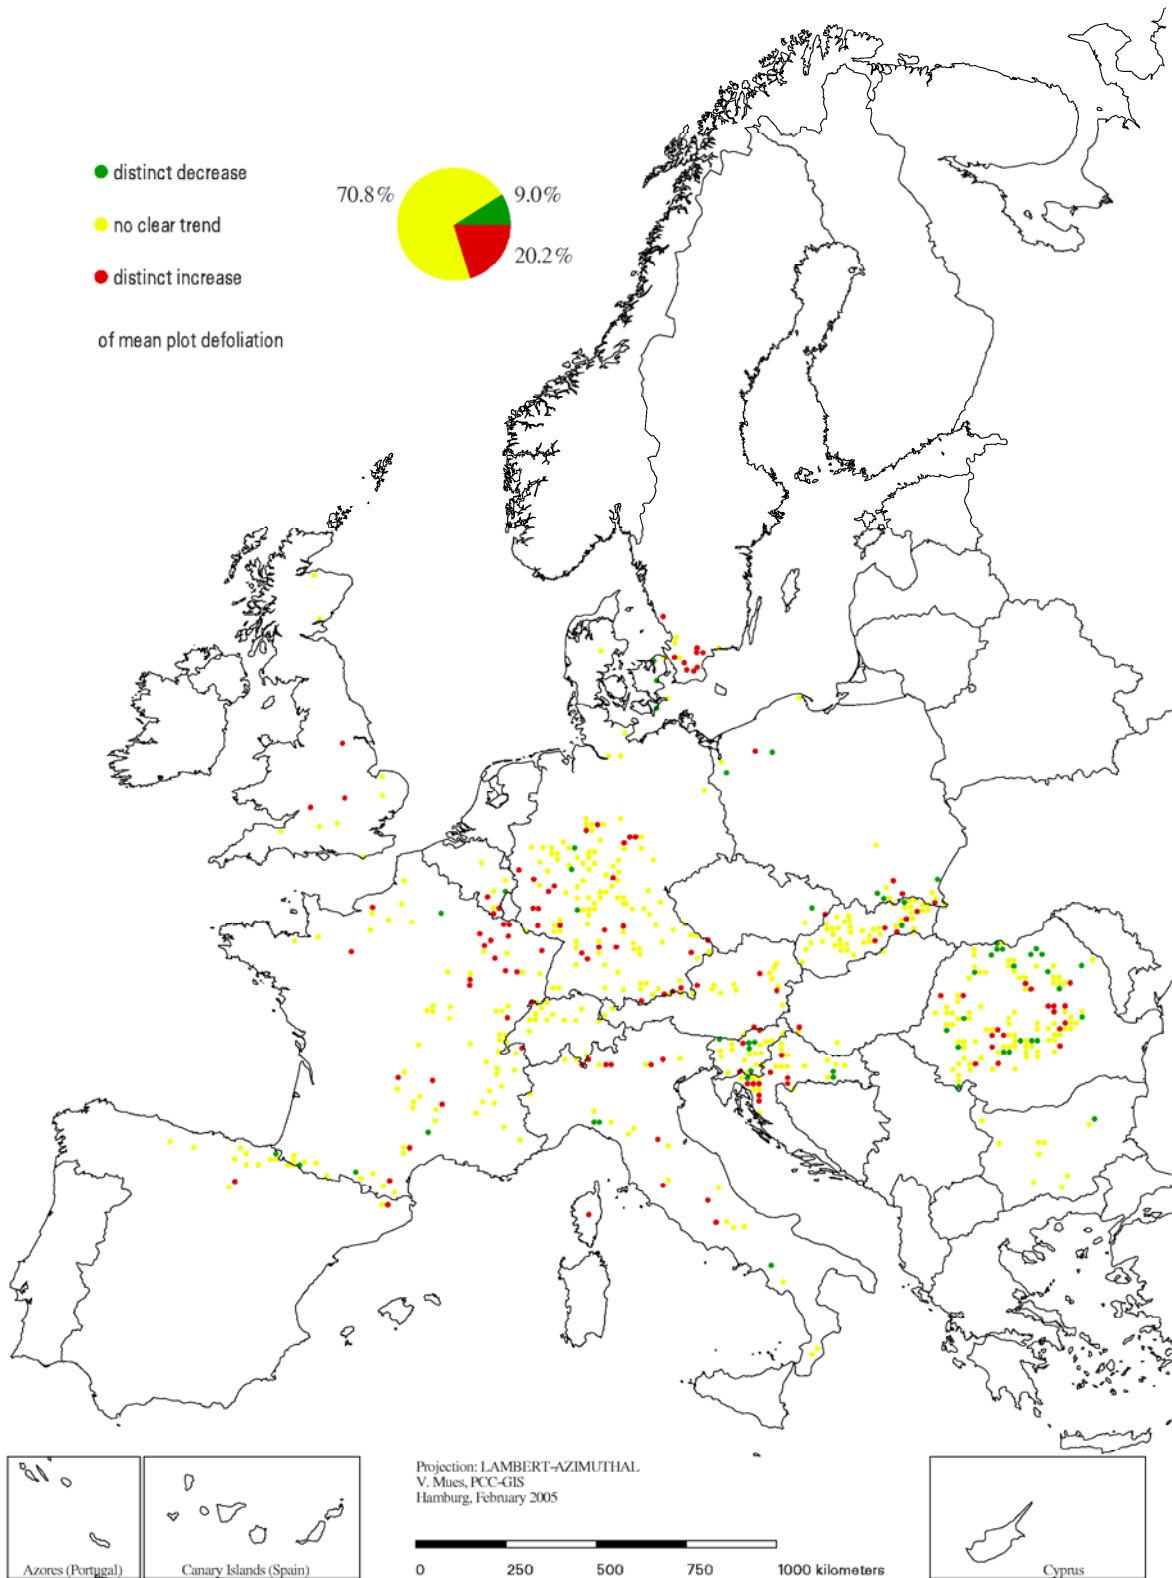 distinct decrease
no clear trend
distinct increase
of mean plot defoliation
70.8%
9.0%
20.2%
Projection: LAMBERT-AZIMUTHAL
V. Mues, PCC-GIS
Hamburg, February 2005
0 250 500 750 1000 kilometers
Azores (Portugal)
Canary Islands (Spain)
Cyprus